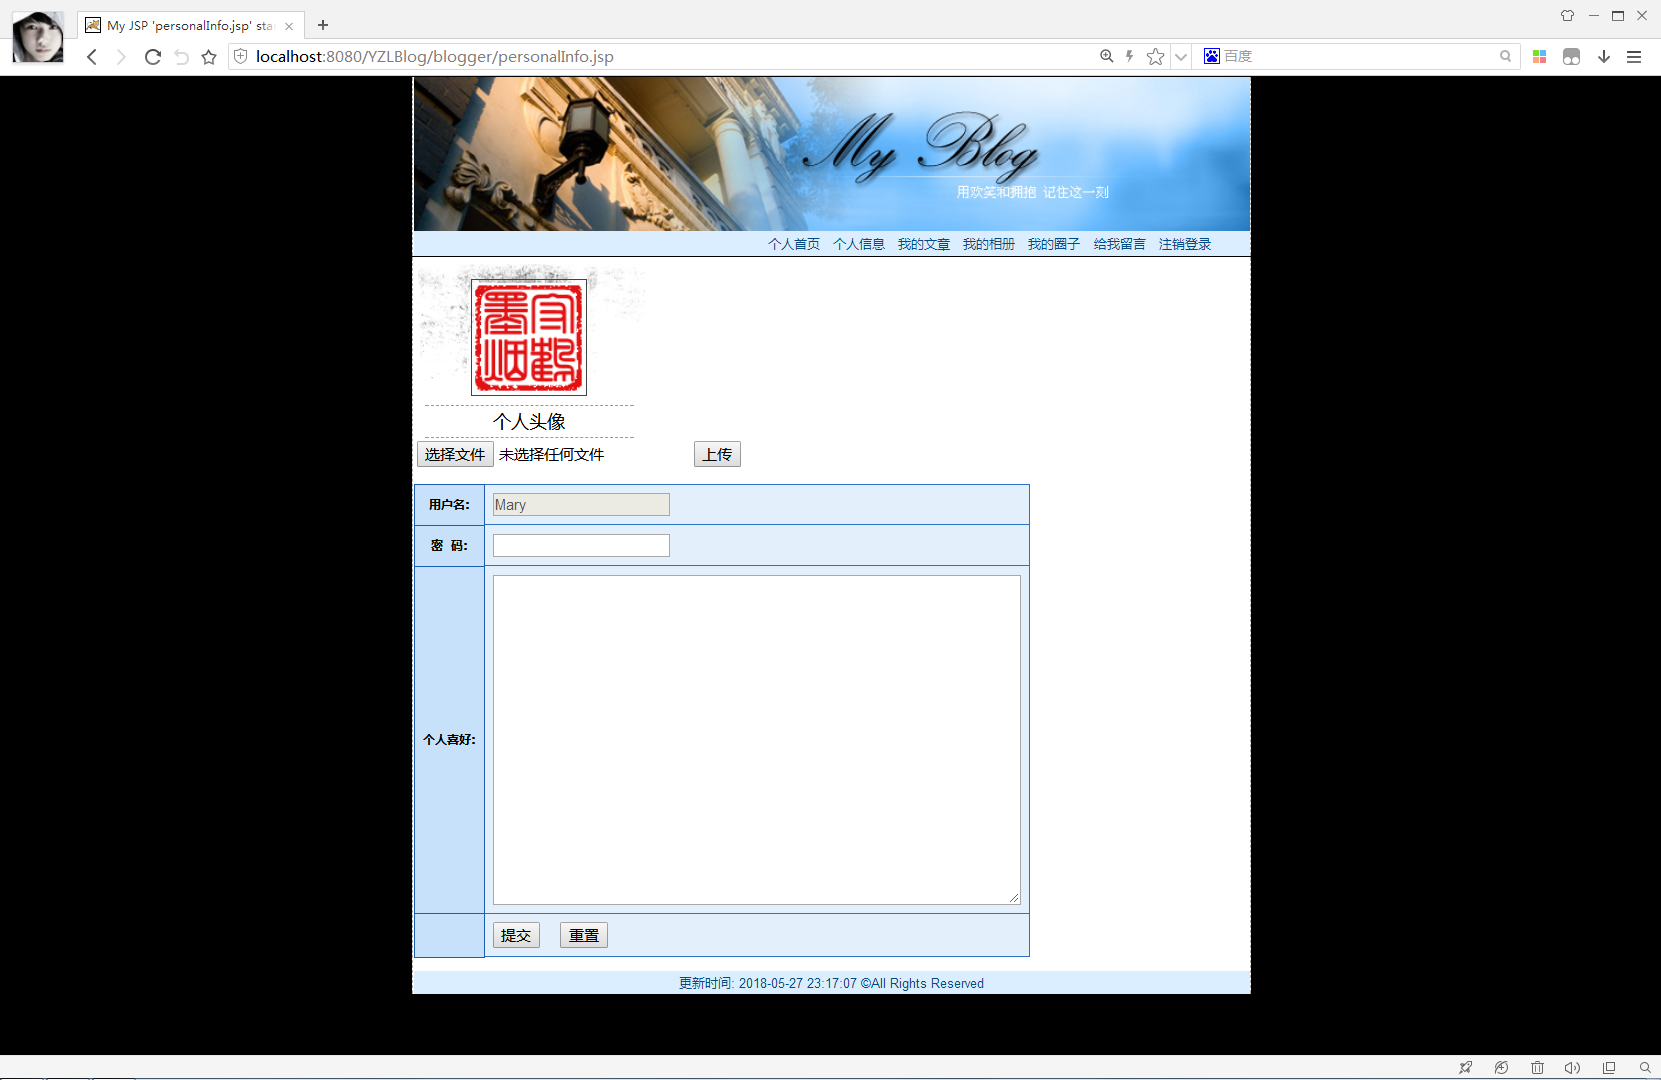 My JSP 'personalInfo.jsp' sta
localhost:8080/YZLBlog/blogger/personalInfo.jsp
百度
My Blog
用欢笑和拥抱 记住这一刻
个人首页 个人信息 我的文章 我的相册 我的圈子 给我留言 注销登录
个人头像
选择文件 未选择任何文件 上传
用户名: Mary
密 码:
个人喜好:
提交 重置
更新时间: 2018-05-27 23:17:07 ©All Rights Reserved